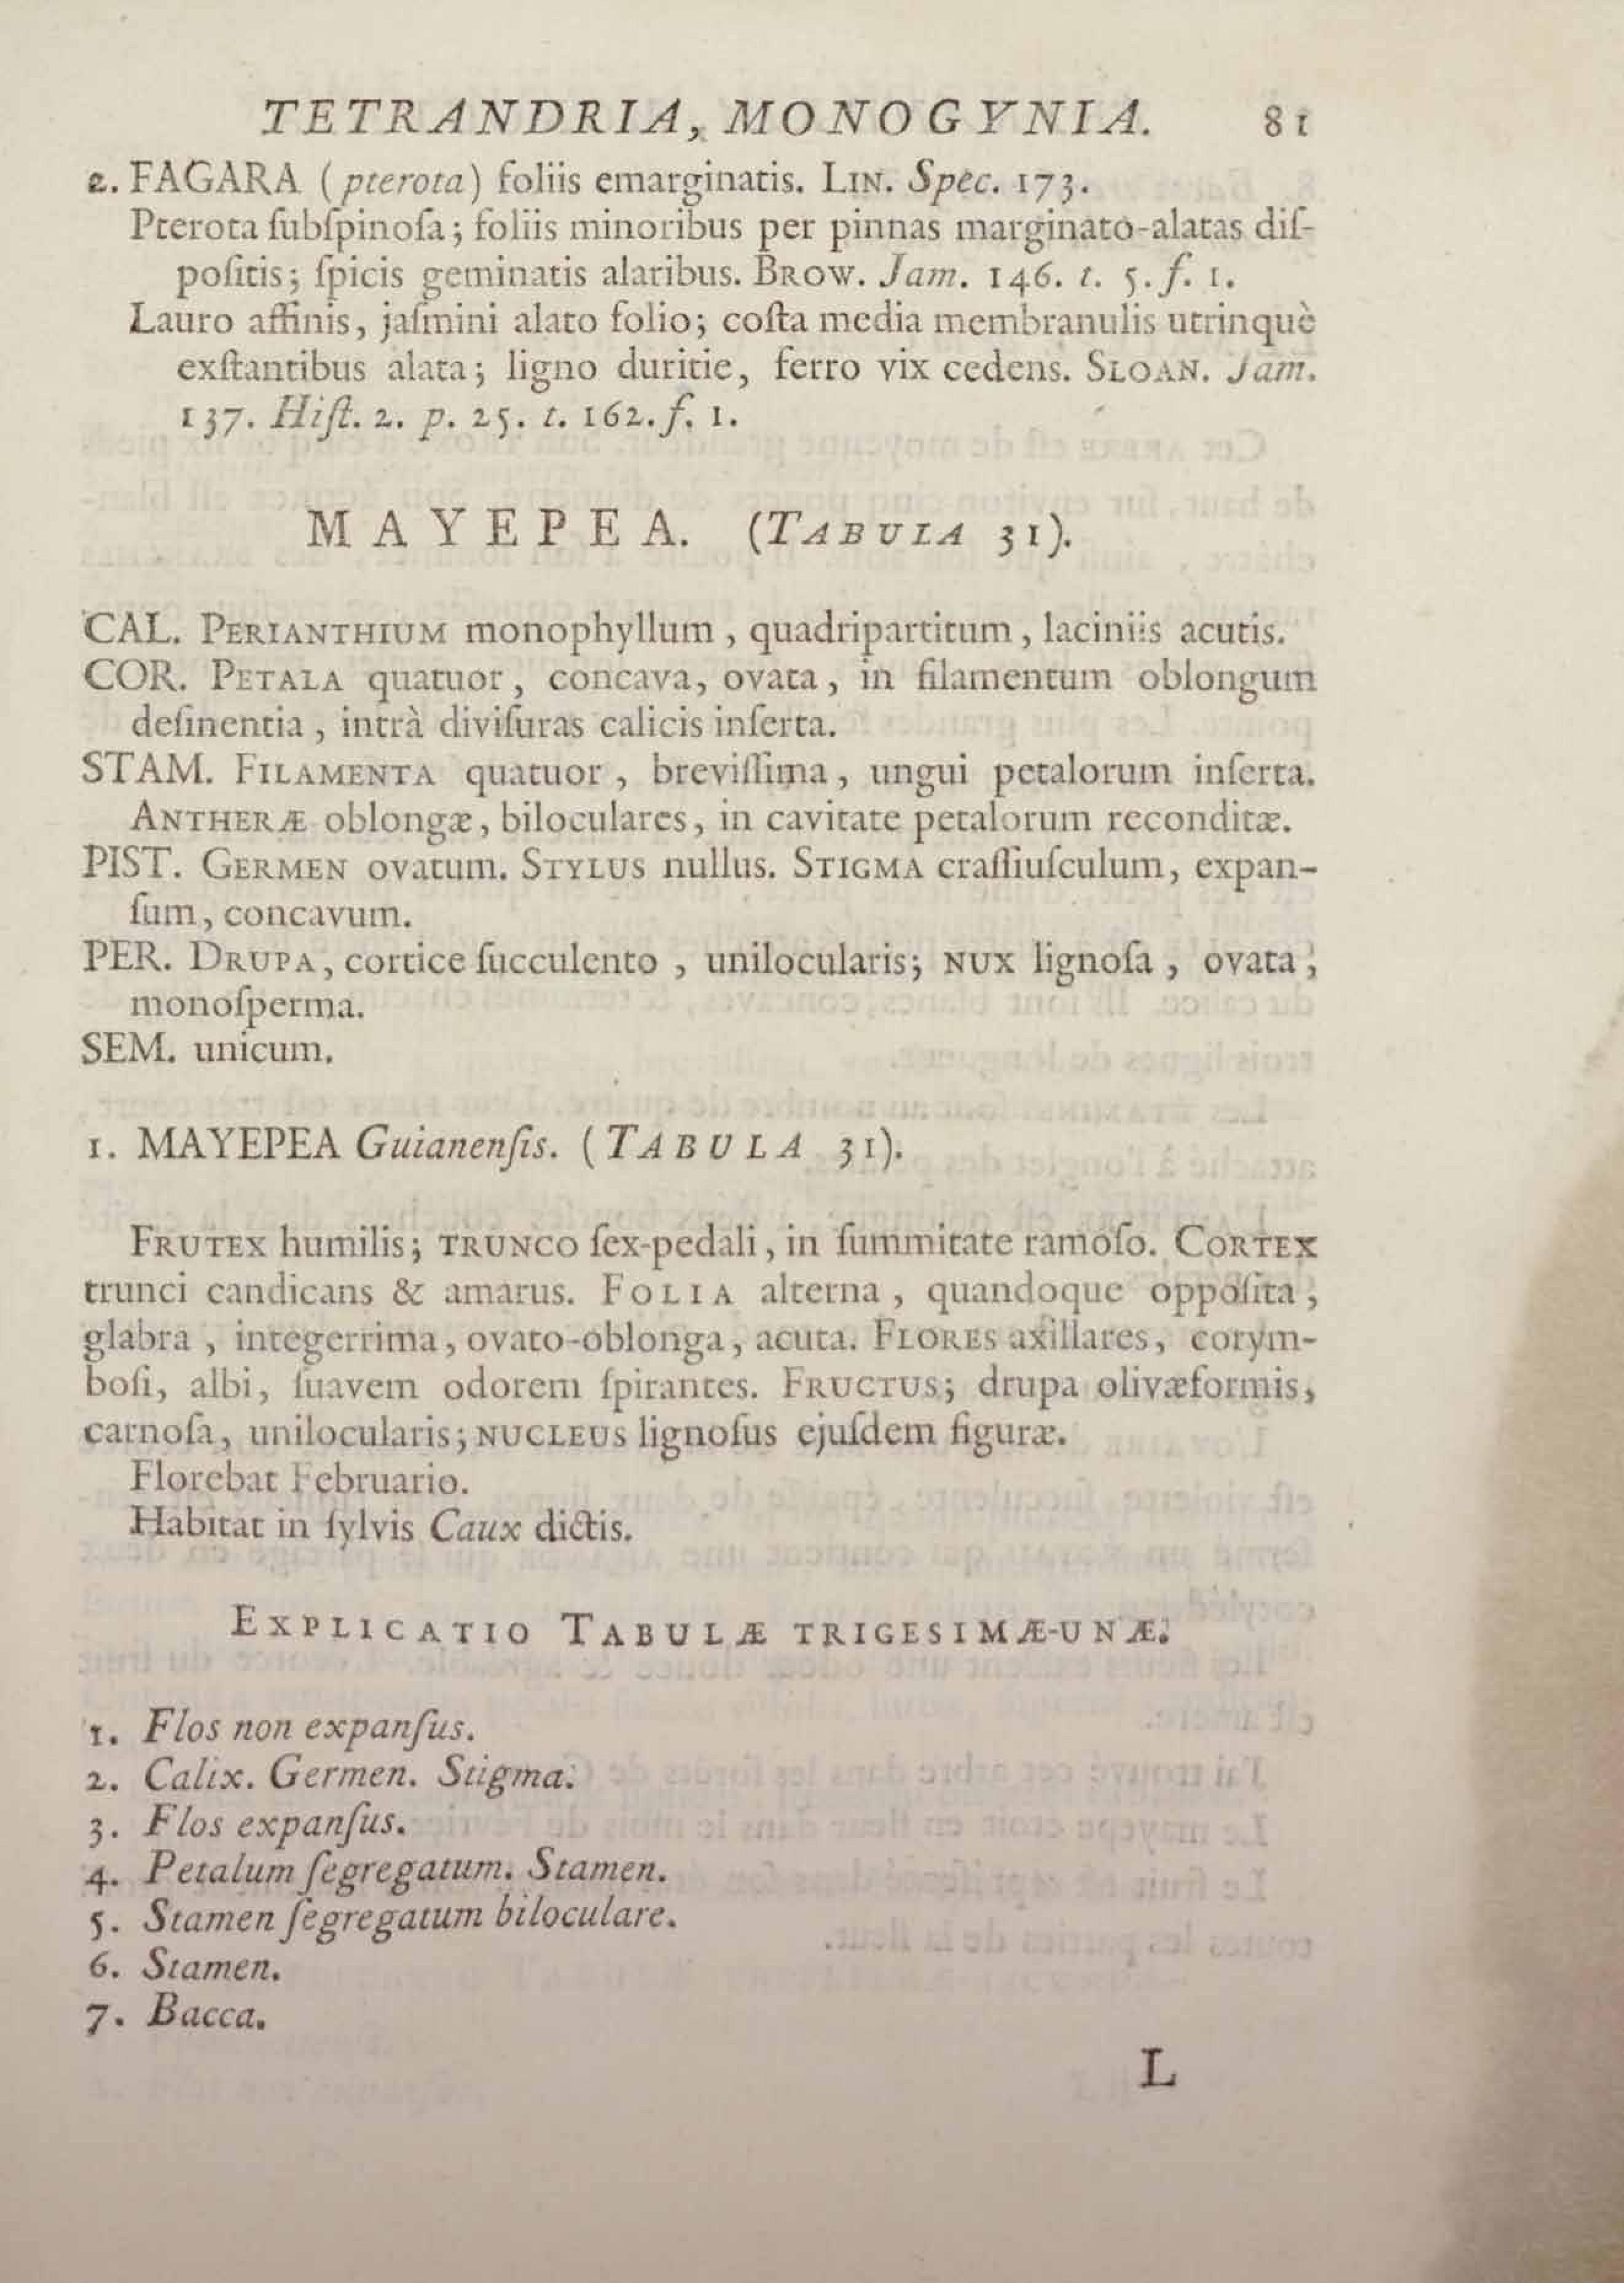 TETRANDRIA, MONOGYNIA. 81
2. FAGARA (pterota) foliis emarginatis. LIN. Spec. 173.
Pterota ſubſpinoſa; foliis minoribus per pinnas marginato-alatas diſ-
poſitis; ſpicis geminatis alaribus. BROW. Jam. 146. t. 5. f. 1.
Lauro affinis, jaſmini alato folio; coſta media membranulis utrinquè
exſtantibus alata; ligno duritie, ferro vix cedens. SLOAN. Jam.
137. Hiſt. 2. p. 25. t. 162. f. 1.
MAYEPEA. (TABULA 31).
CAL. PERIANTHIUM monophyllum, quadripartitum, laciniis acutis.
COR. PETALA quatuor, concava, ovata, in filamentum oblongum
deſinentia, intrà diviſuras calicis inſerta.
STAM. FILAMENTA quatuor, breviſſima, ungui petalorum inſerta.
ANTHERÆ oblongæ, biloculares, in cavitate petalorum reconditæ.
PIST. GERMEN ovatum. STYLUS nullus. STIGMA craſſiuſculum, expan-
ſum, concavum.
PER. DRUPA, cortice ſucculento, unilocularis; NUX lignoſa, ovata,
monoſperma.
SEM. unicum.
1. MAYEPEA Guianenſis. (TABULA 31).
FRUTEX humilis; TRUNCO ſex-pedali, in ſummitate ramoſo. CORTEX
trunci candicans & amarus. FOLIA alterna, quandoque oppoſita,
glabra, integerrima, ovato-oblonga, acuta. FLORES axillares, corym-
boſi, albi, ſuavem odorem ſpirantes. FRUCTUS; drupa olivæformis,
carnoſa, unilocularis; NUCLEUS lignoſus ejuſdem figuræ.
Florebat Februario.
Habitat in ſylvis Caux dictis.
EXPLICATIO TABULÆ TRIGESIMÆ-UNÆ.
1. Flos non expanſus.
2. Calix. Germen. Stigma.
3. Flos expanſus.
4. Petalum ſegregatum. Stamen.
5. Stamen ſegregatum biloculare.
6. Stamen.
7. Bacca.
L